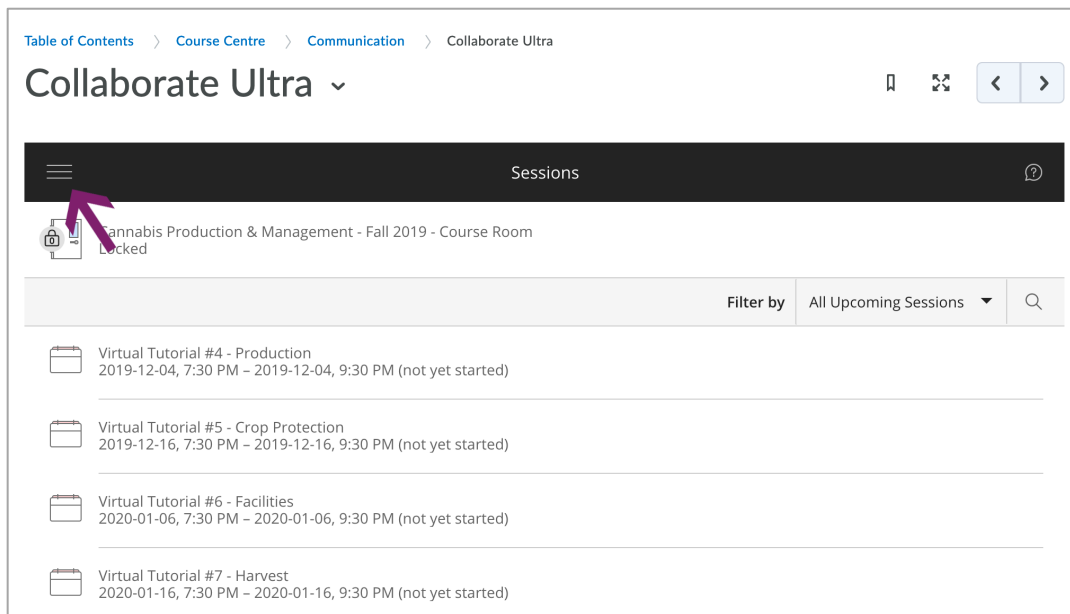 Table of Contents > Course Centre > Communication > Collaborate Ultra
Collaborate Ultra
Sessions
Cannabis Production & Management - Fall 2019 - Course Room
Locked
Filter by All Upcoming Sessions
Virtual Tutorial #4 - Production
2019-12-04, 7:30 PM – 2019-12-04, 9:30 PM (not yet started)
Virtual Tutorial #5 - Crop Protection
2019-12-16, 7:30 PM – 2019-12-16, 9:30 PM (not yet started)
Virtual Tutorial #6 - Facilities
2020-01-06, 7:30 PM – 2020-01-06, 9:30 PM (not yet started)
Virtual Tutorial #7 - Harvest
2020-01-16, 7:30 PM – 2020-01-16, 9:30 PM (not yet started)